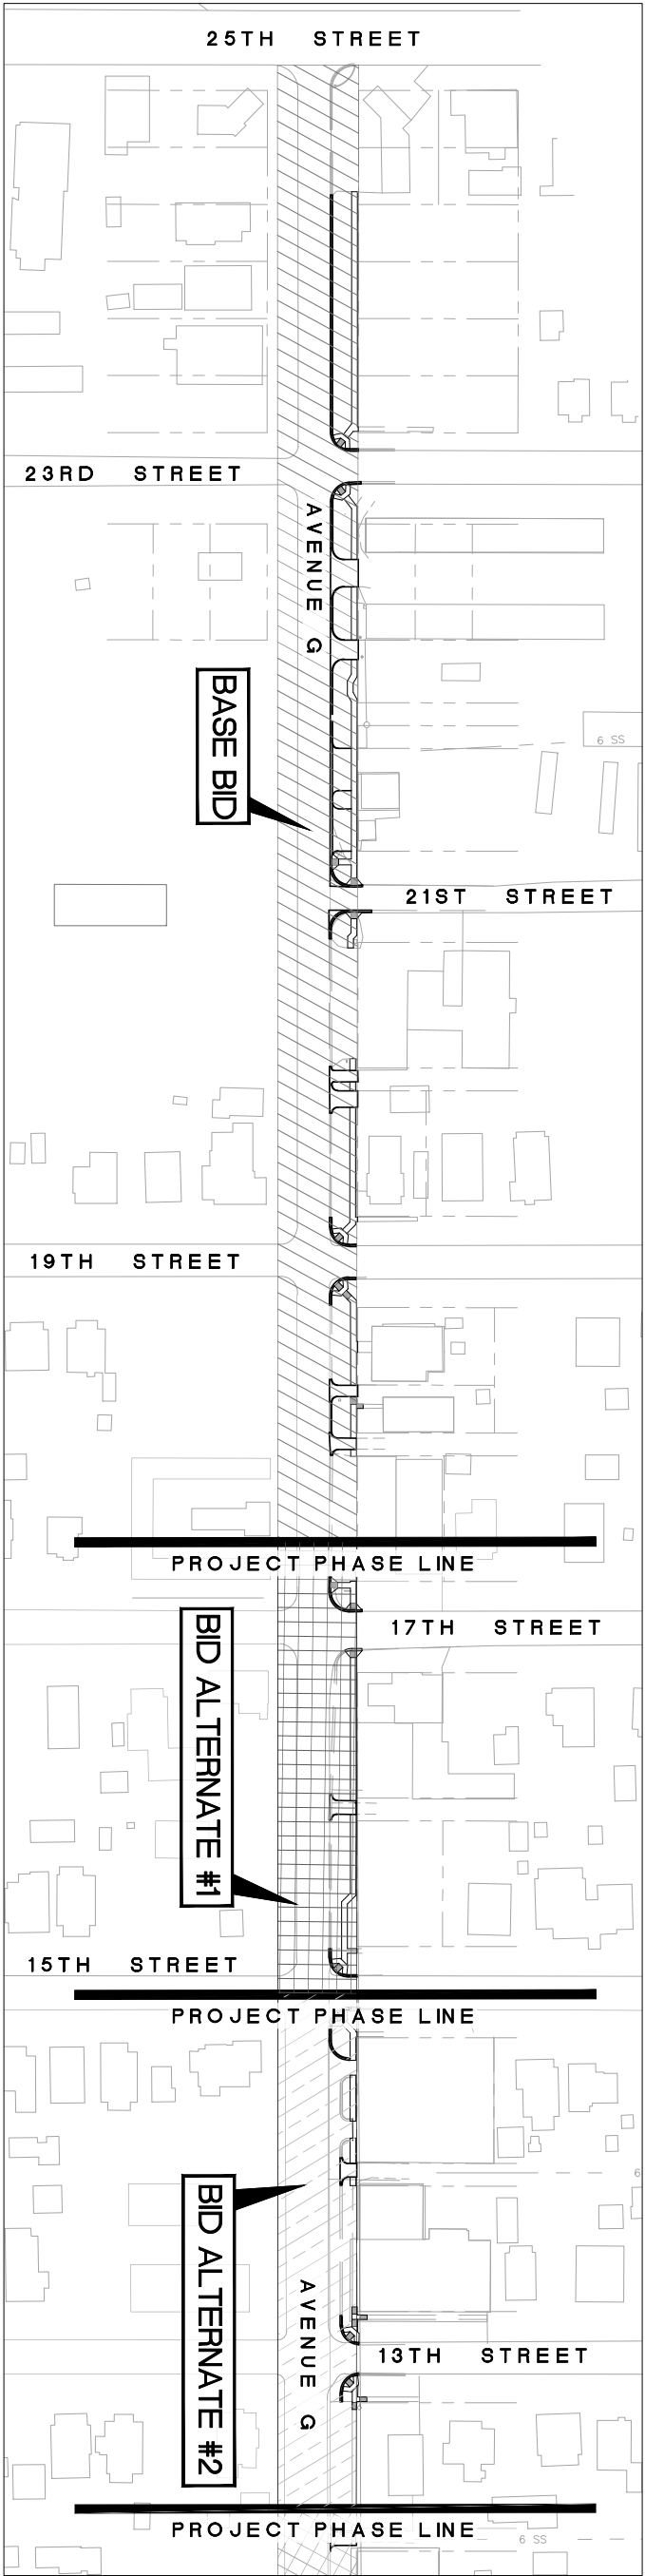 25TH STREET
23RD STREET
AVENUE G
BASE BID
6 SS
21ST STREET
19TH STREET
PROJECT PHASE LINE
17TH STREET
BID ALTERNATE #1
15TH STREET
PROJECT PHASE LINE
6
BID ALTERNATE #2
AVENUE G
13TH STREET
PROJECT PHASE LINE
6 SS